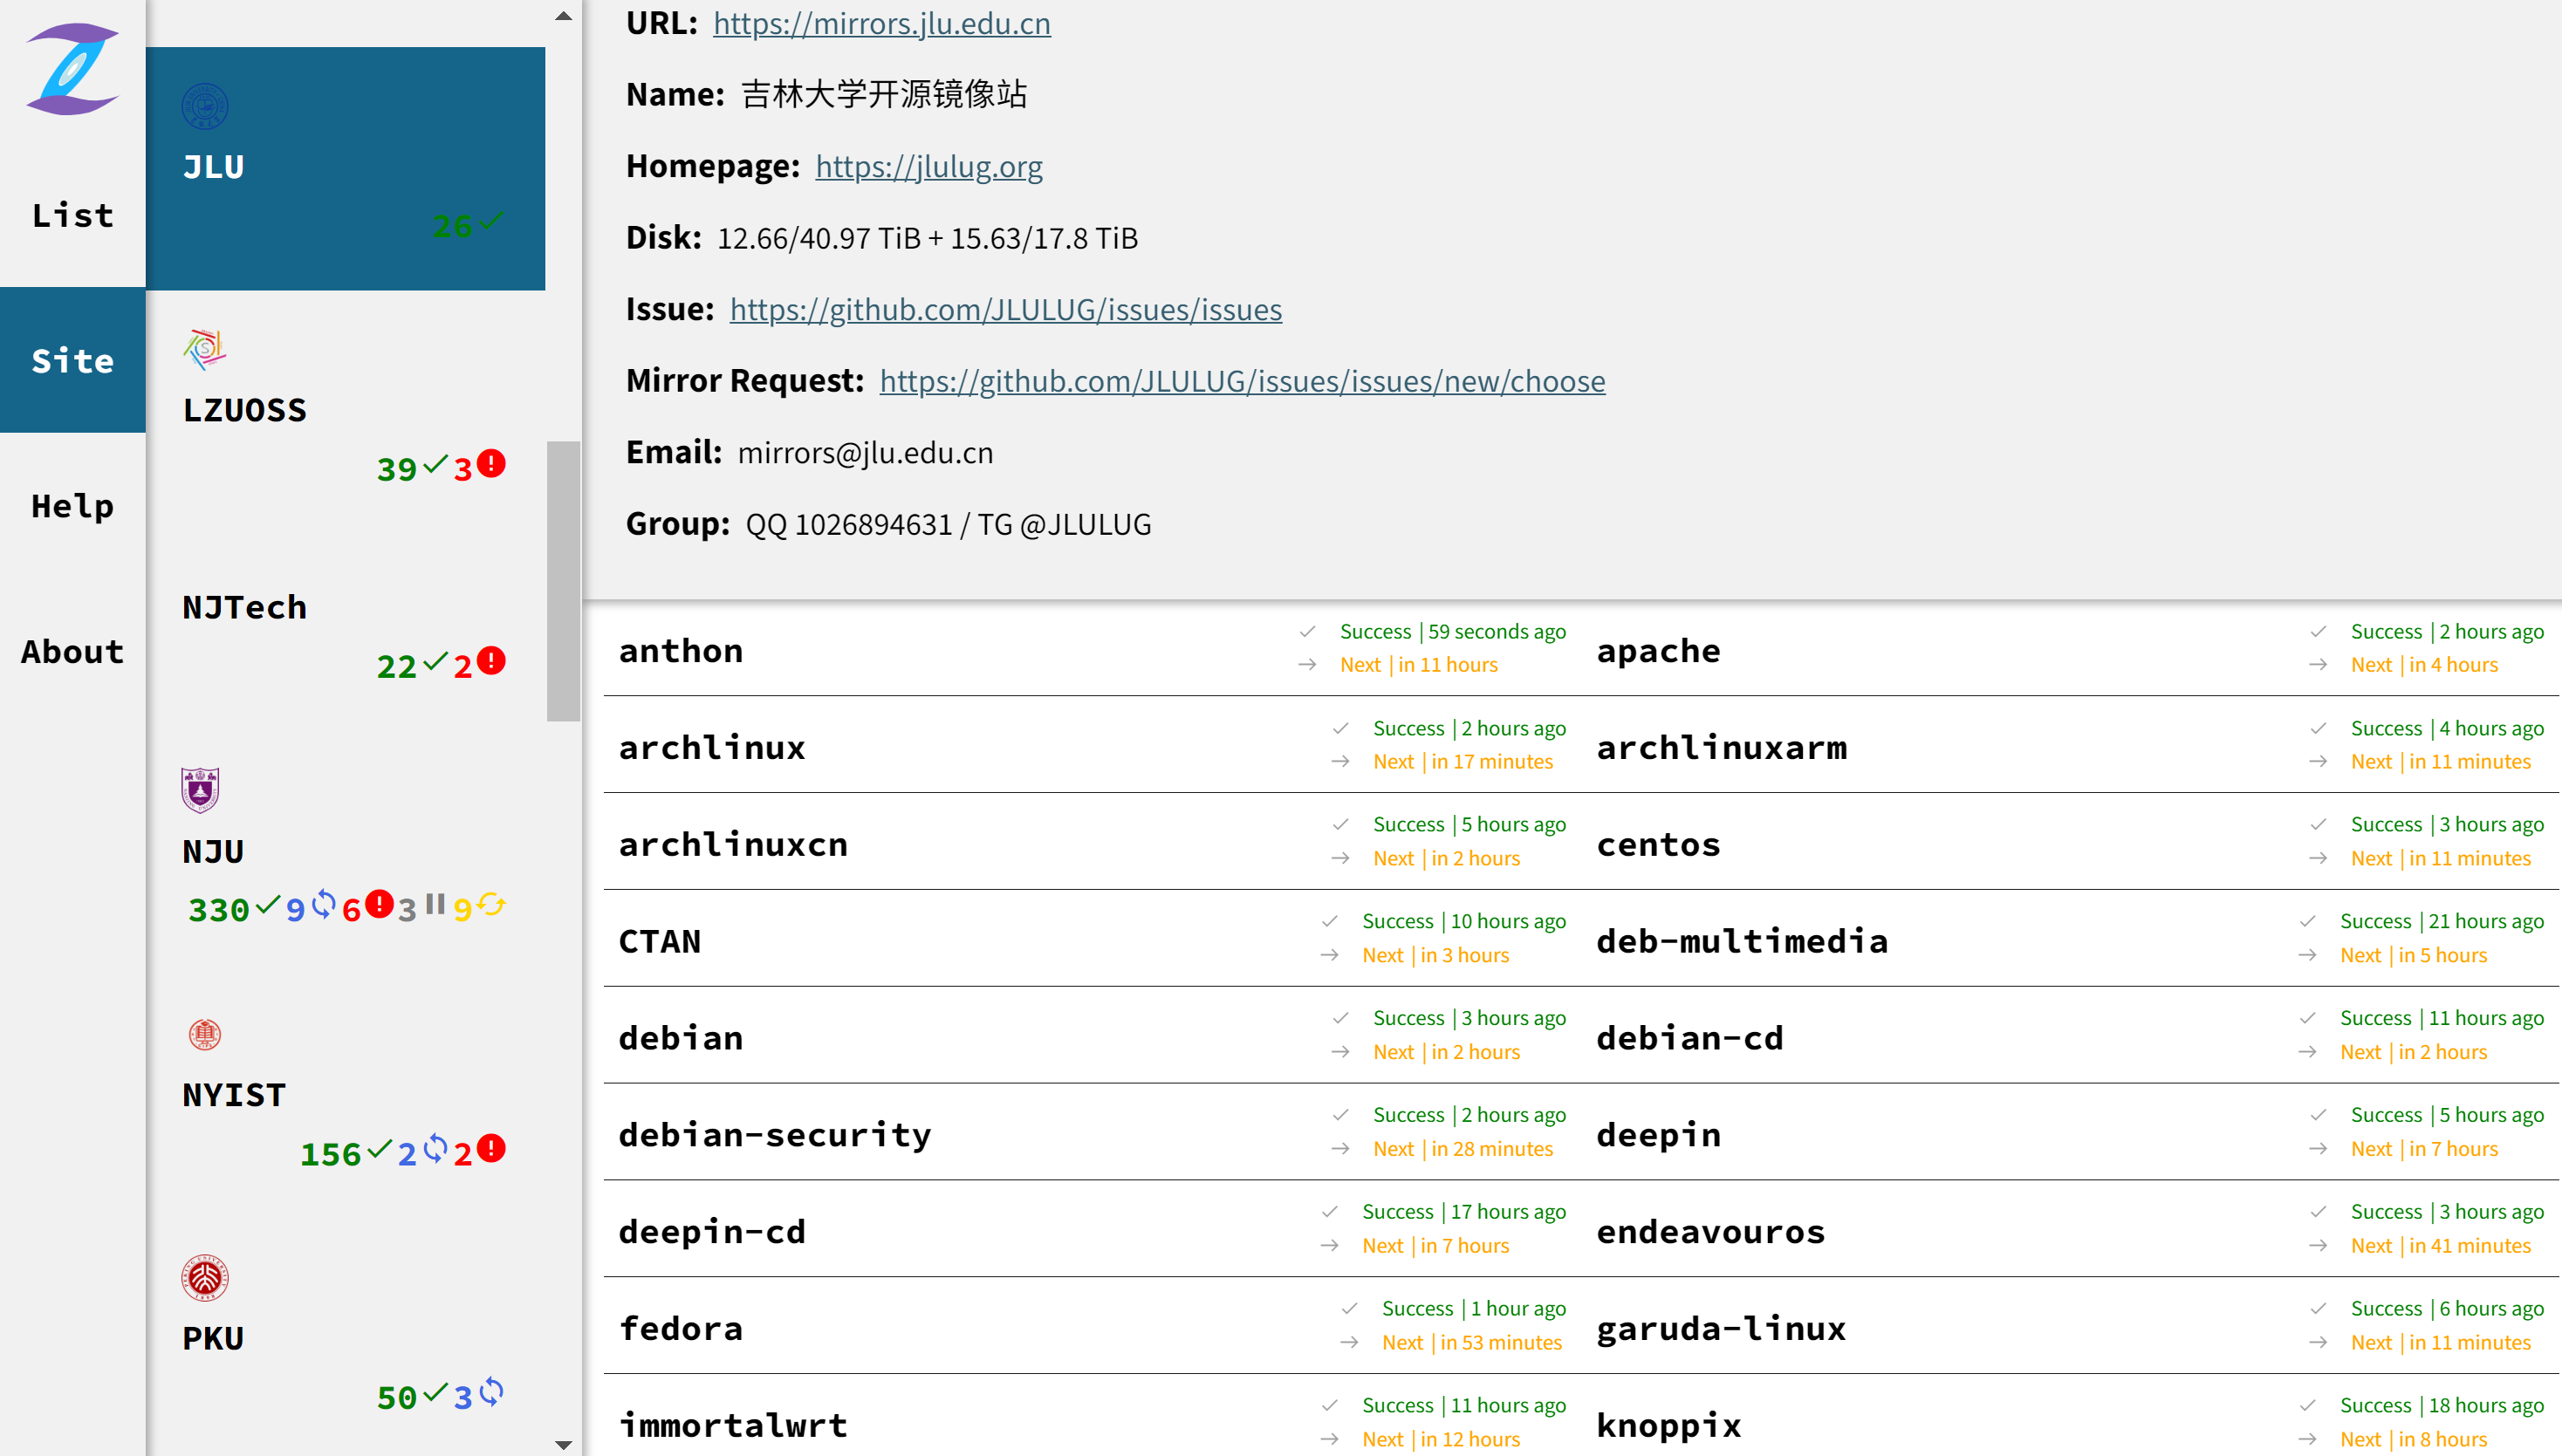 List
Site
Help
About
JLU
26
LZUOSS
39 3
NJTech
22 2
NJU
330 9 6 3 9
NYIST
156 2 2
PKU
50 3
URL: https://mirrors.jlu.edu.cn
Name: 吉林大学开源镜像站
Homepage: https://jlulug.org
Disk: 12.66/40.97 TiB + 15.63/17.8 TiB
Issue: https://github.com/JLULUG/issues/issues
Mirror Request: https://github.com/JLULUG/issues/issues/new/choose
Email: mirrors@jlu.edu.cn
Group: QQ 1026894631 / TG @JLULUG
anthon
Success | 59 seconds ago
Next | in 11 hours
apache
Success | 2 hours ago
Next | in 4 hours
archlinux
Success | 2 hours ago
Next | in 17 minutes
archlinuxarm
Success | 4 hours ago
Next | in 11 minutes
archlinuxcn
Success | 5 hours ago
Next | in 2 hours
centos
Success | 3 hours ago
Next | in 11 minutes
CTAN
Success | 10 hours ago
Next | in 3 hours
deb-multimedia
Success | 21 hours ago
Next | in 5 hours
debian
Success | 3 hours ago
Next | in 2 hours
debian-cd
Success | 11 hours ago
Next | in 2 hours
debian-security
Success | 2 hours ago
Next | in 28 minutes
deepin
Success | 5 hours ago
Next | in 7 hours
deepin-cd
Success | 17 hours ago
Next | in 7 hours
endeavouros
Success | 3 hours ago
Next | in 41 minutes
fedora
Success | 1 hour ago
Next | in 53 minutes
garuda-linux
Success | 6 hours ago
Next | in 11 minutes
immortalwrt
Success | 11 hours ago
Next | in 12 hours
knoppix
Success | 18 hours ago
Next | in 8 hours